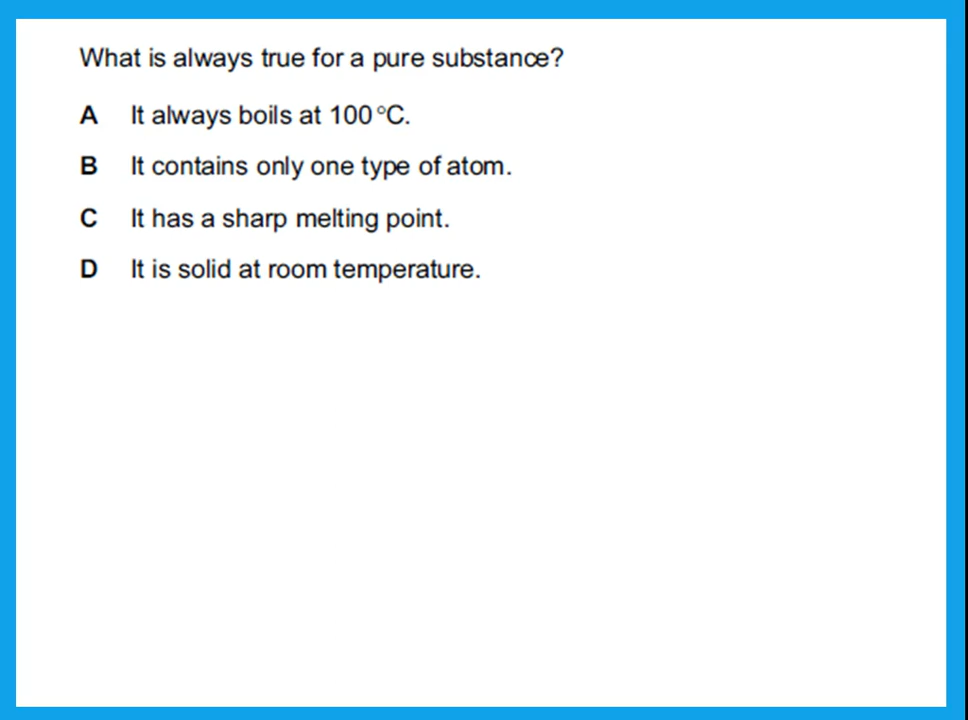 What is always true for a pure substance?
A It always boils at 100 °C.
B It contains only one type of atom.
C It has a sharp melting point.
D It is solid at room temperature.